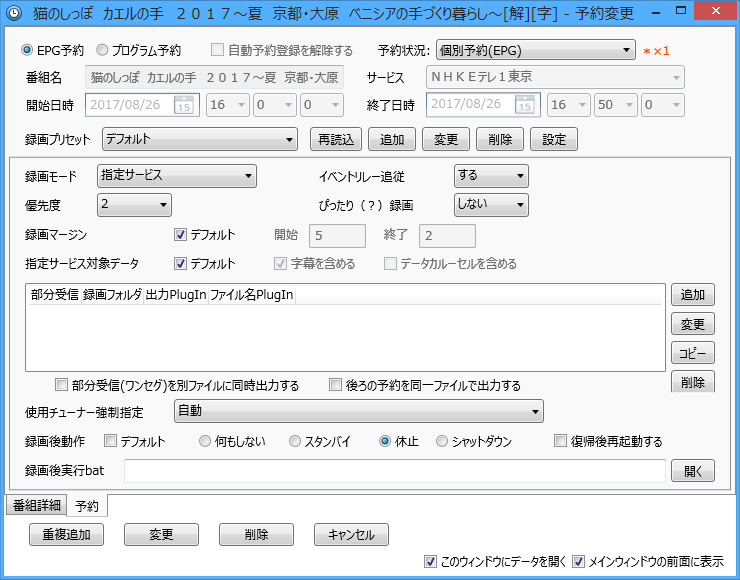 猫のしっぽ カエルの手 ２０１７～夏 京都・大原 ベニシアの手づくり暮らし～[解][字] - 予約変更
EPG予約 プログラム予約 自動予約登録を解除する 予約状況: 個別予約(EPG) *×1
番組名 猫のしっぽ カエルの手 ２０１７～夏 京都・大原 サービス ＮＨＫＥテレ１東京
開始日時 2017/08/26 15 16 0 0 終了日時 2017/08/26 15 16 50 0
録画プリセット デフォルト 再読込 追加 変更 削除 設定
録画モード 指定サービス イベントリレー追従 する
優先度 2 ぴったり（？）録画 しない
録画マージン デフォルト 開始 5 終了 2
指定サービス対象データ デフォルト 字幕を含める データカルーセルを含める
部分受信 録画フォルダ 出力PlugIn ファイル名PlugIn 追加
変更
コピー
削除
部分受信(ワンセグ)を別ファイルに同時出力する 後ろの予約を同一ファイルで出力する
使用チューナー強制指定 自動
録画後動作 デフォルト 何もしない スタンバイ 休止 シャットダウン 復帰後再起動する
録画後実行bat 開く
番組詳細 予約
重複追加 変更 削除 キャンセル
このウィンドウにデータを開く メインウィンドウの前面に表示